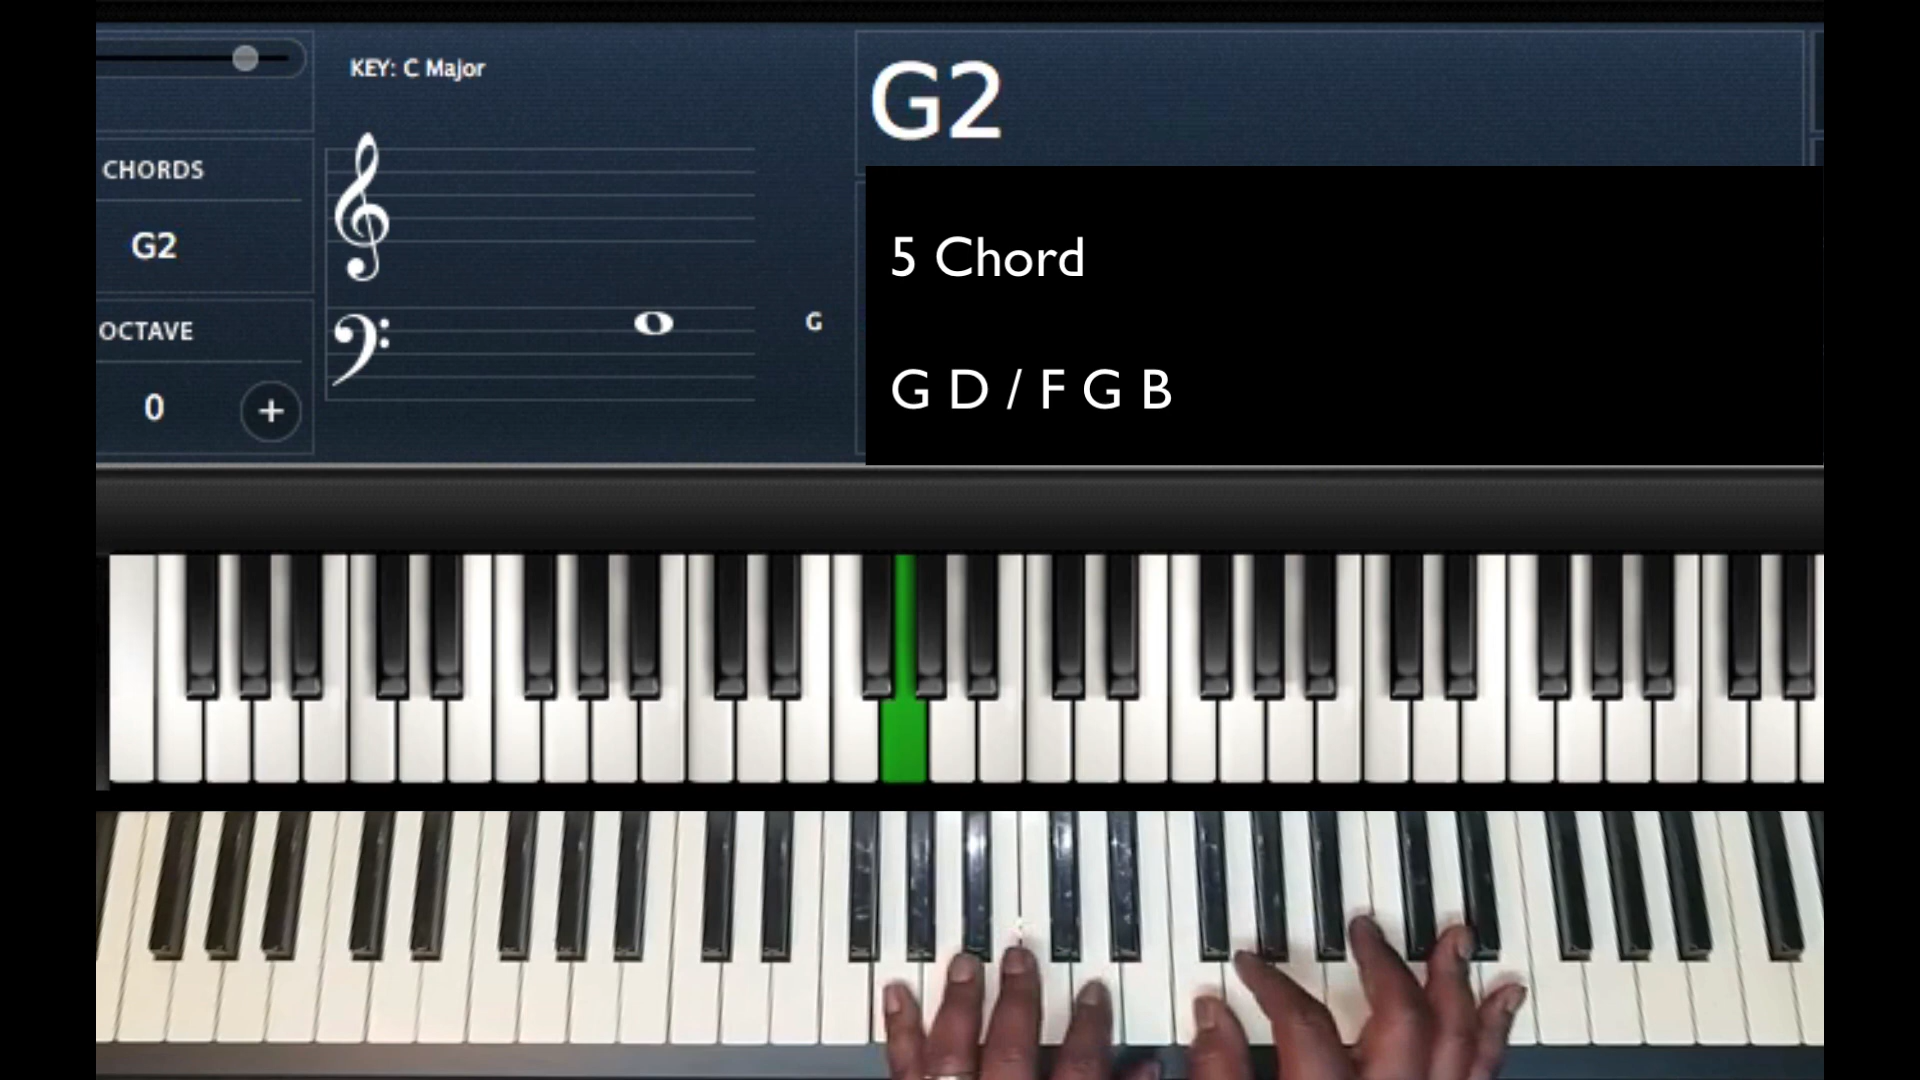 KEY: C Major
G2
CHORDS
G2
OCTAVE
0 +
G
5 Chord
G D / F G B